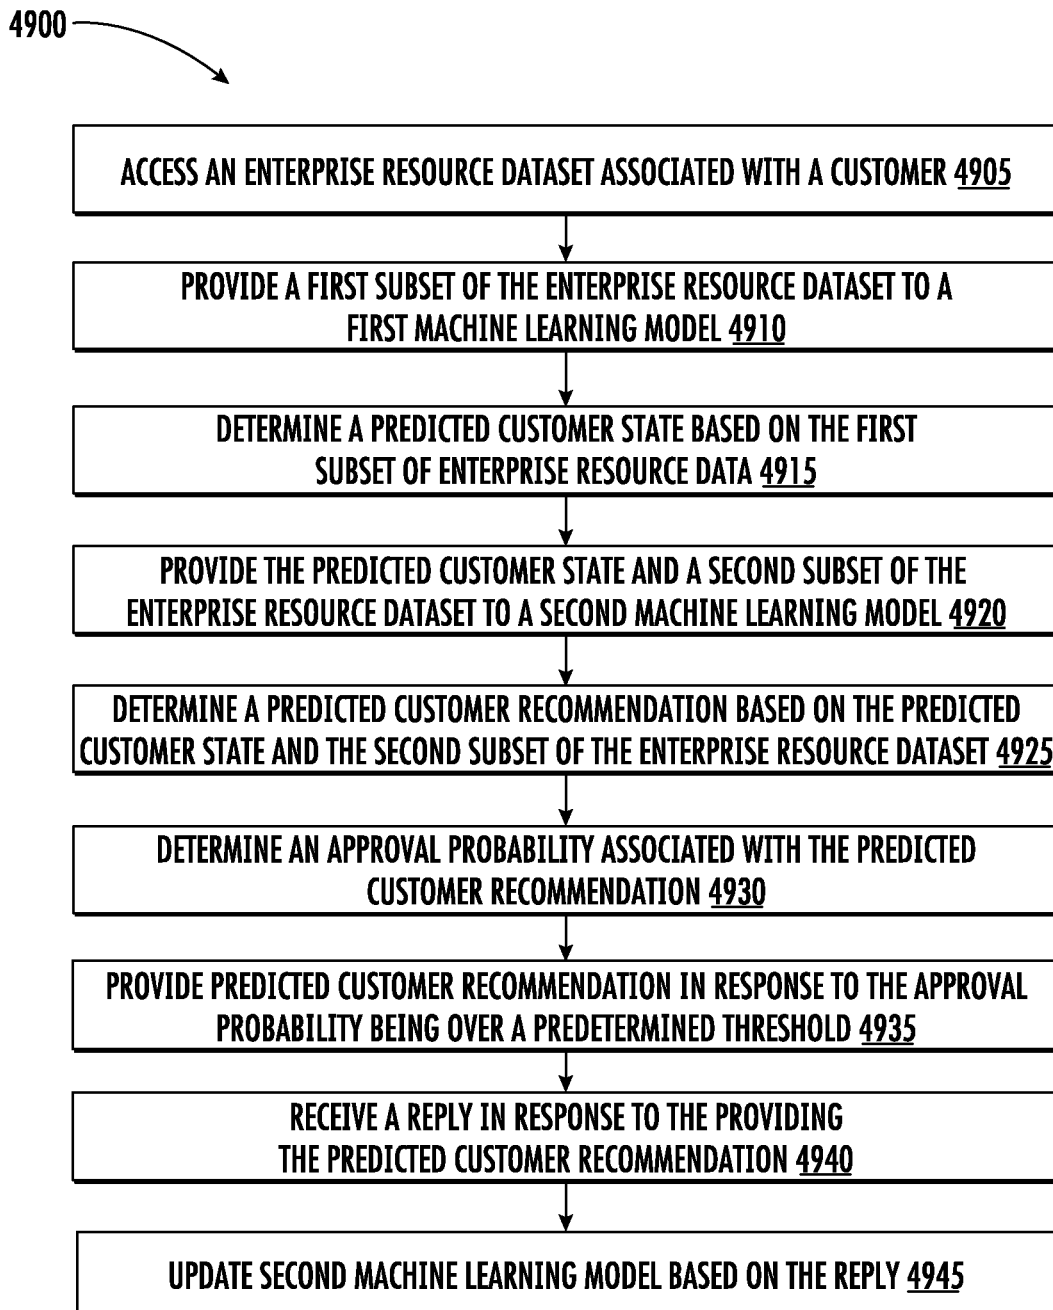 4900
ACCESS AN ENTERPRISE RESOURCE DATASET ASSOCIATED WITH A CUSTOMER 4905
PROVIDE A FIRST SUBSET OF THE ENTERPRISE RESOURCE DATASET TO A
FIRST MACHINE LEARNING MODEL 4910
DETERMINE A PREDICTED CUSTOMER STATE BASED ON THE FIRST
SUBSET OF ENTERPRISE RESOURCE DATA 4915
PROVIDE THE PREDICTED CUSTOMER STATE AND A SECOND SUBSET OF THE
ENTERPRISE RESOURCE DATASET TO A SECOND MACHINE LEARNING MODEL 4920
DETERMINE A PREDICTED CUSTOMER RECOMMENDATION BASED ON THE PREDICTED
CUSTOMER STATE AND THE SECOND SUBSET OF THE ENTERPRISE RESOURCE DATASET 4925
DETERMINE AN APPROVAL PROBABILITY ASSOCIATED WITH THE PREDICTED
CUSTOMER RECOMMENDATION 4930
PROVIDE PREDICTED CUSTOMER RECOMMENDATION IN RESPONSE TO THE APPROVAL
PROBABILITY BEING OVER A PREDETERMINED THRESHOLD 4935
RECEIVE A REPLY IN RESPONSE TO THE PROVIDING
THE PREDICTED CUSTOMER RECOMMENDATION 4940
UPDATE SECOND MACHINE LEARNING MODEL BASED ON THE REPLY 4945